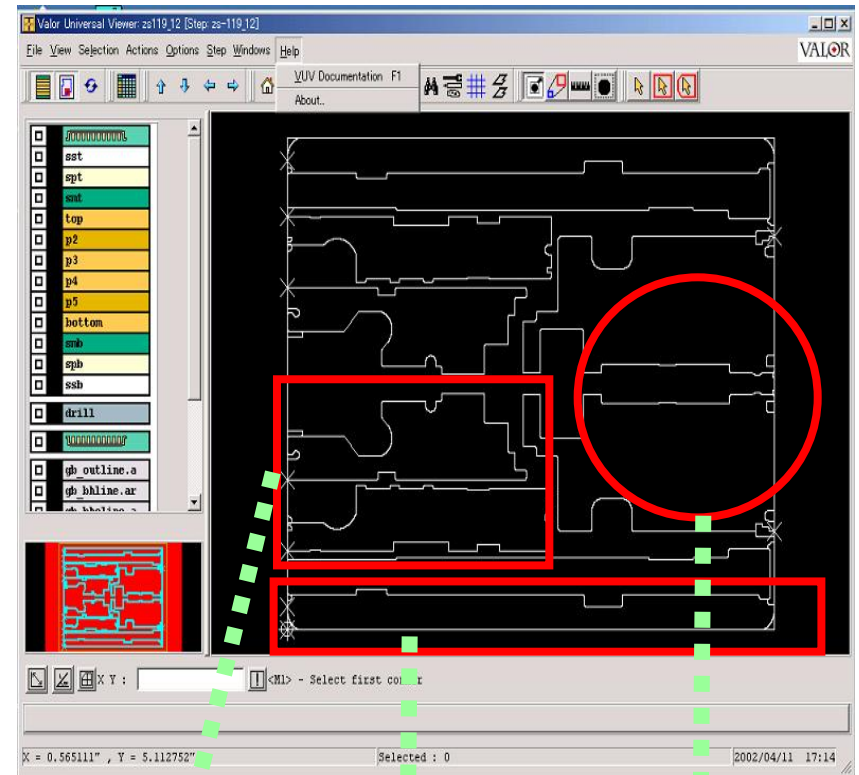 Valor Universal Viewer: zs119_12 [Step: zs-119_12]
File View Selection Actions Options Step Windows Help
VALOR
VUV Documentation F1
About..
sst
spt
smt
top
p2
p3
p4
p5
bottom
smb
spb
ssb
drill
gb_outline.a
gb_bhline.ar
X Y :
<M1> - Select first corner
X = 0.565111" , Y = 5.112752"
Selected : 0
2002/04/11 17:14